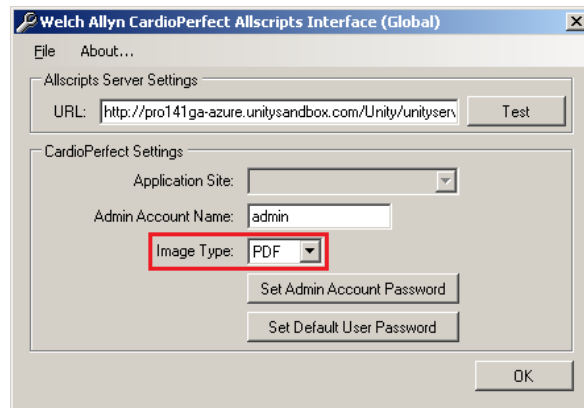 Welch Allyn CardioPerfect Allscripts Interface (Global)
File About...
Allscripts Server Settings
URL: http://pro141ga-azure.unitysandbox.com/Unity/unityserv
Test
CardioPerfect Settings
Application Site:
Admin Account Name: admin
Image Type: PDF
Set Admin Account Password
Set Default User Password
OK